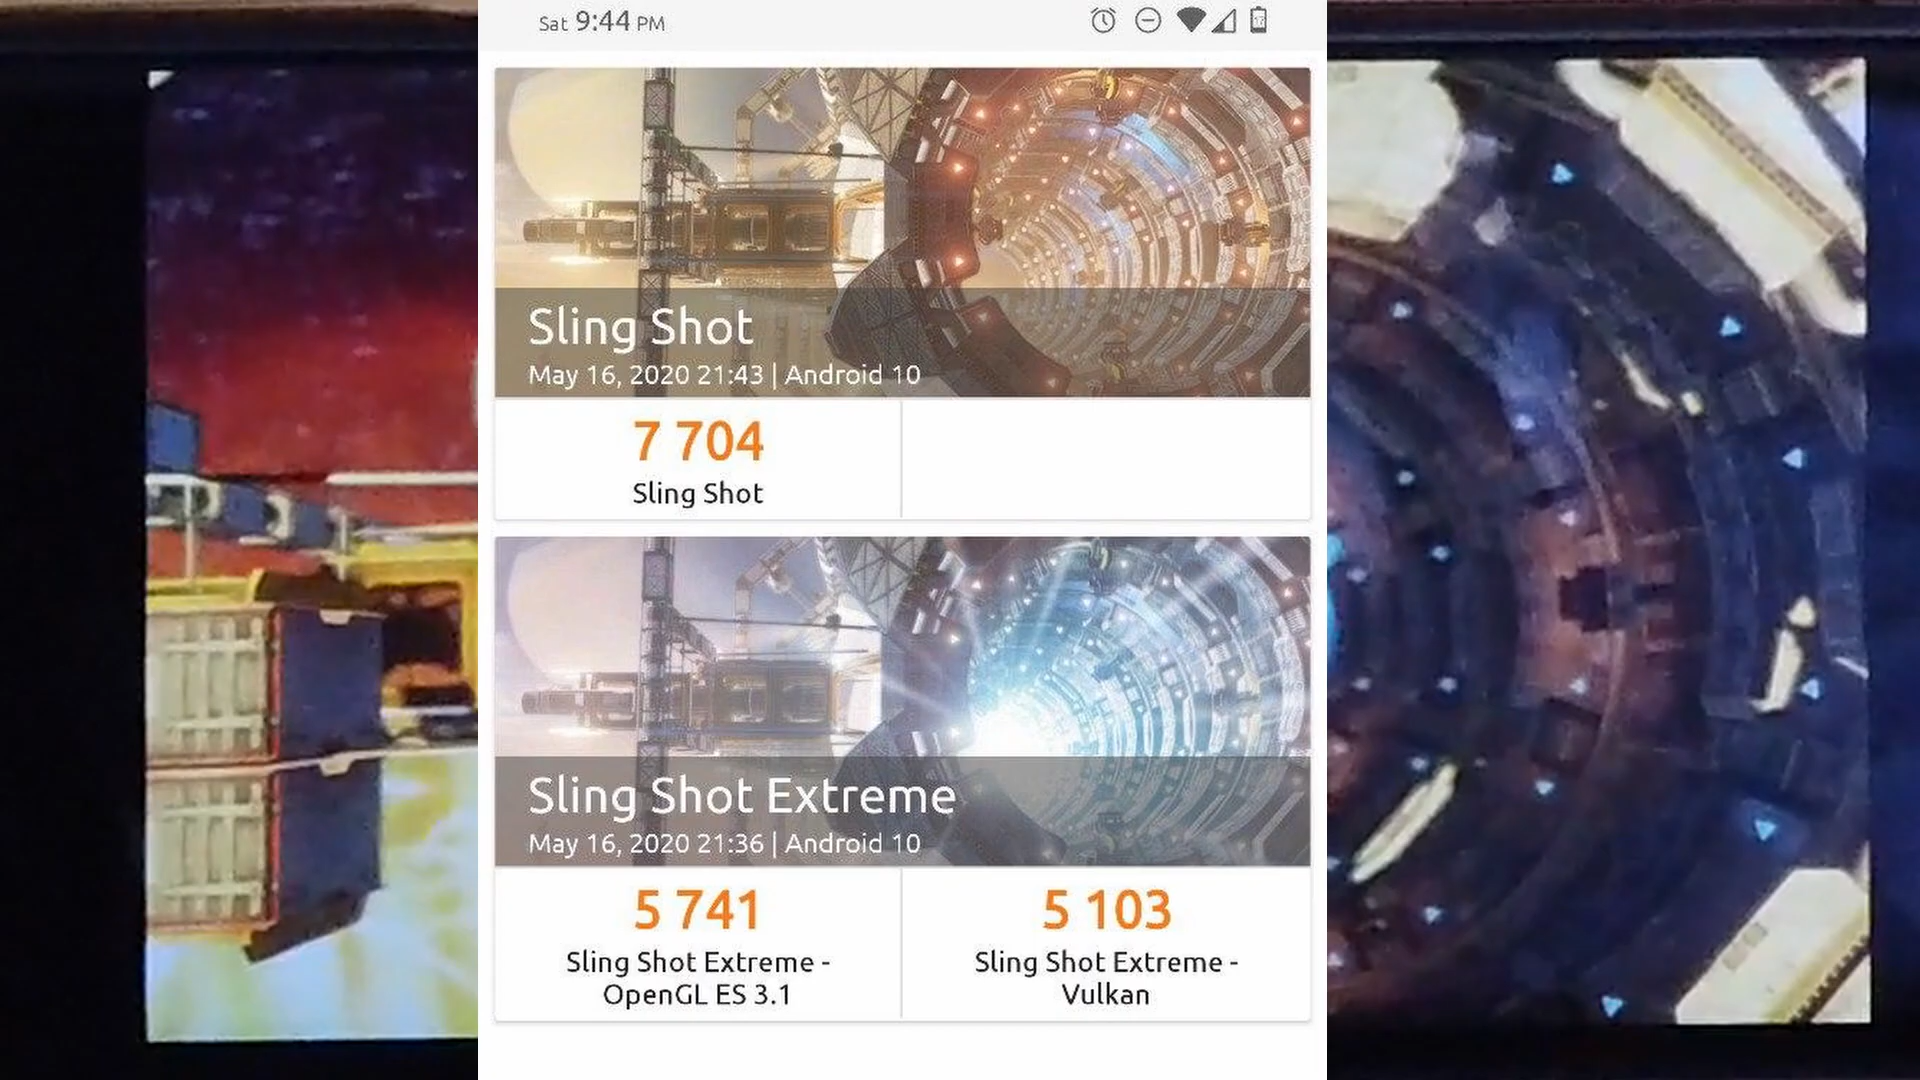 Sat 9:44 PM
Sling Shot
May 16, 2020 21:43 | Android 10
7 704
Sling Shot
Sling Shot Extreme
May 16, 2020 21:36 | Android 10
5 741
5 103
Sling Shot Extreme -
OpenGL ES 3.1
Sling Shot Extreme -
Vulkan